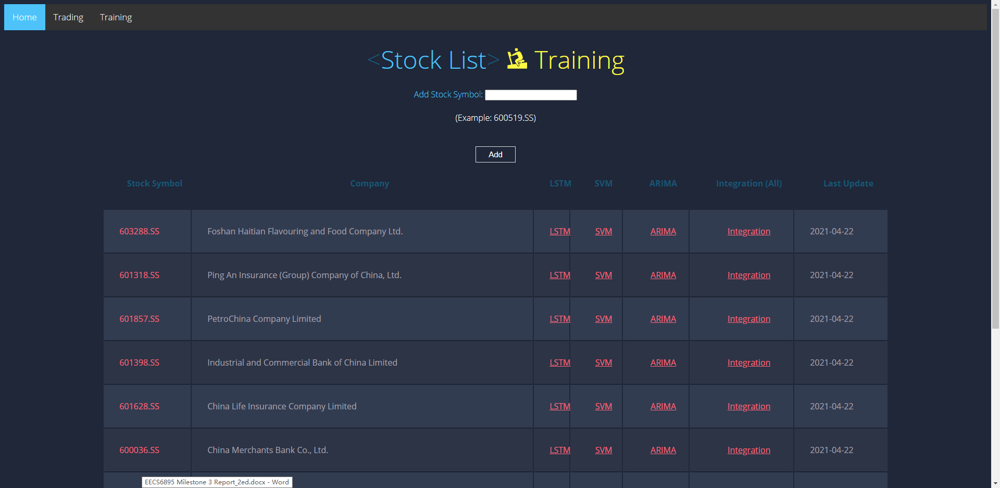 Home Trading Training
<Stock List> Training
Add Stock Symbol:
(Example: 600519.SS)
Add
Stock Symbol Company LSTM SVM ARIMA Integration (All) Last Update
603288.SS Foshan Haitian Flavouring and Food Company Ltd. LSTM SVM ARIMA Integration 2021-04-22
601318.SS Ping An Insurance (Group) Company of China, Ltd. LSTM SVM ARIMA Integration 2021-04-22
601857.SS PetroChina Company Limited LSTM SVM ARIMA Integration 2021-04-22
601398.SS Industrial and Commercial Bank of China Limited LSTM SVM ARIMA Integration 2021-04-22
601628.SS China Life Insurance Company Limited LSTM SVM ARIMA Integration 2021-04-22
600036.SS China Merchants Bank Co., Ltd. LSTM SVM ARIMA Integration 2021-04-22
EECS6895 Milestone 3 Report_2ed.docx - Word